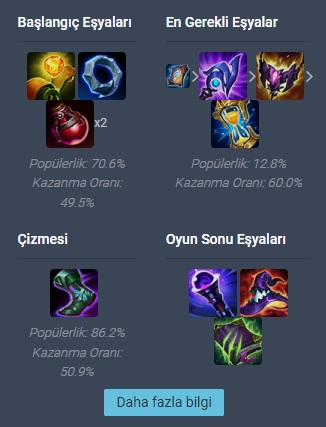 Başlangıç Eşyaları
x2
Popülerlik: 70.6%
Kazanma Oranı:
49.5%
En Gerekli Eşyalar
Popülerlik: 12.8%
Kazanma Oranı: 60.0%
Çizmesi
Popülerlik: 86.2%
Kazanma Oranı:
50.9%
Oyun Sonu Eşyaları
Daha fazla bilgi